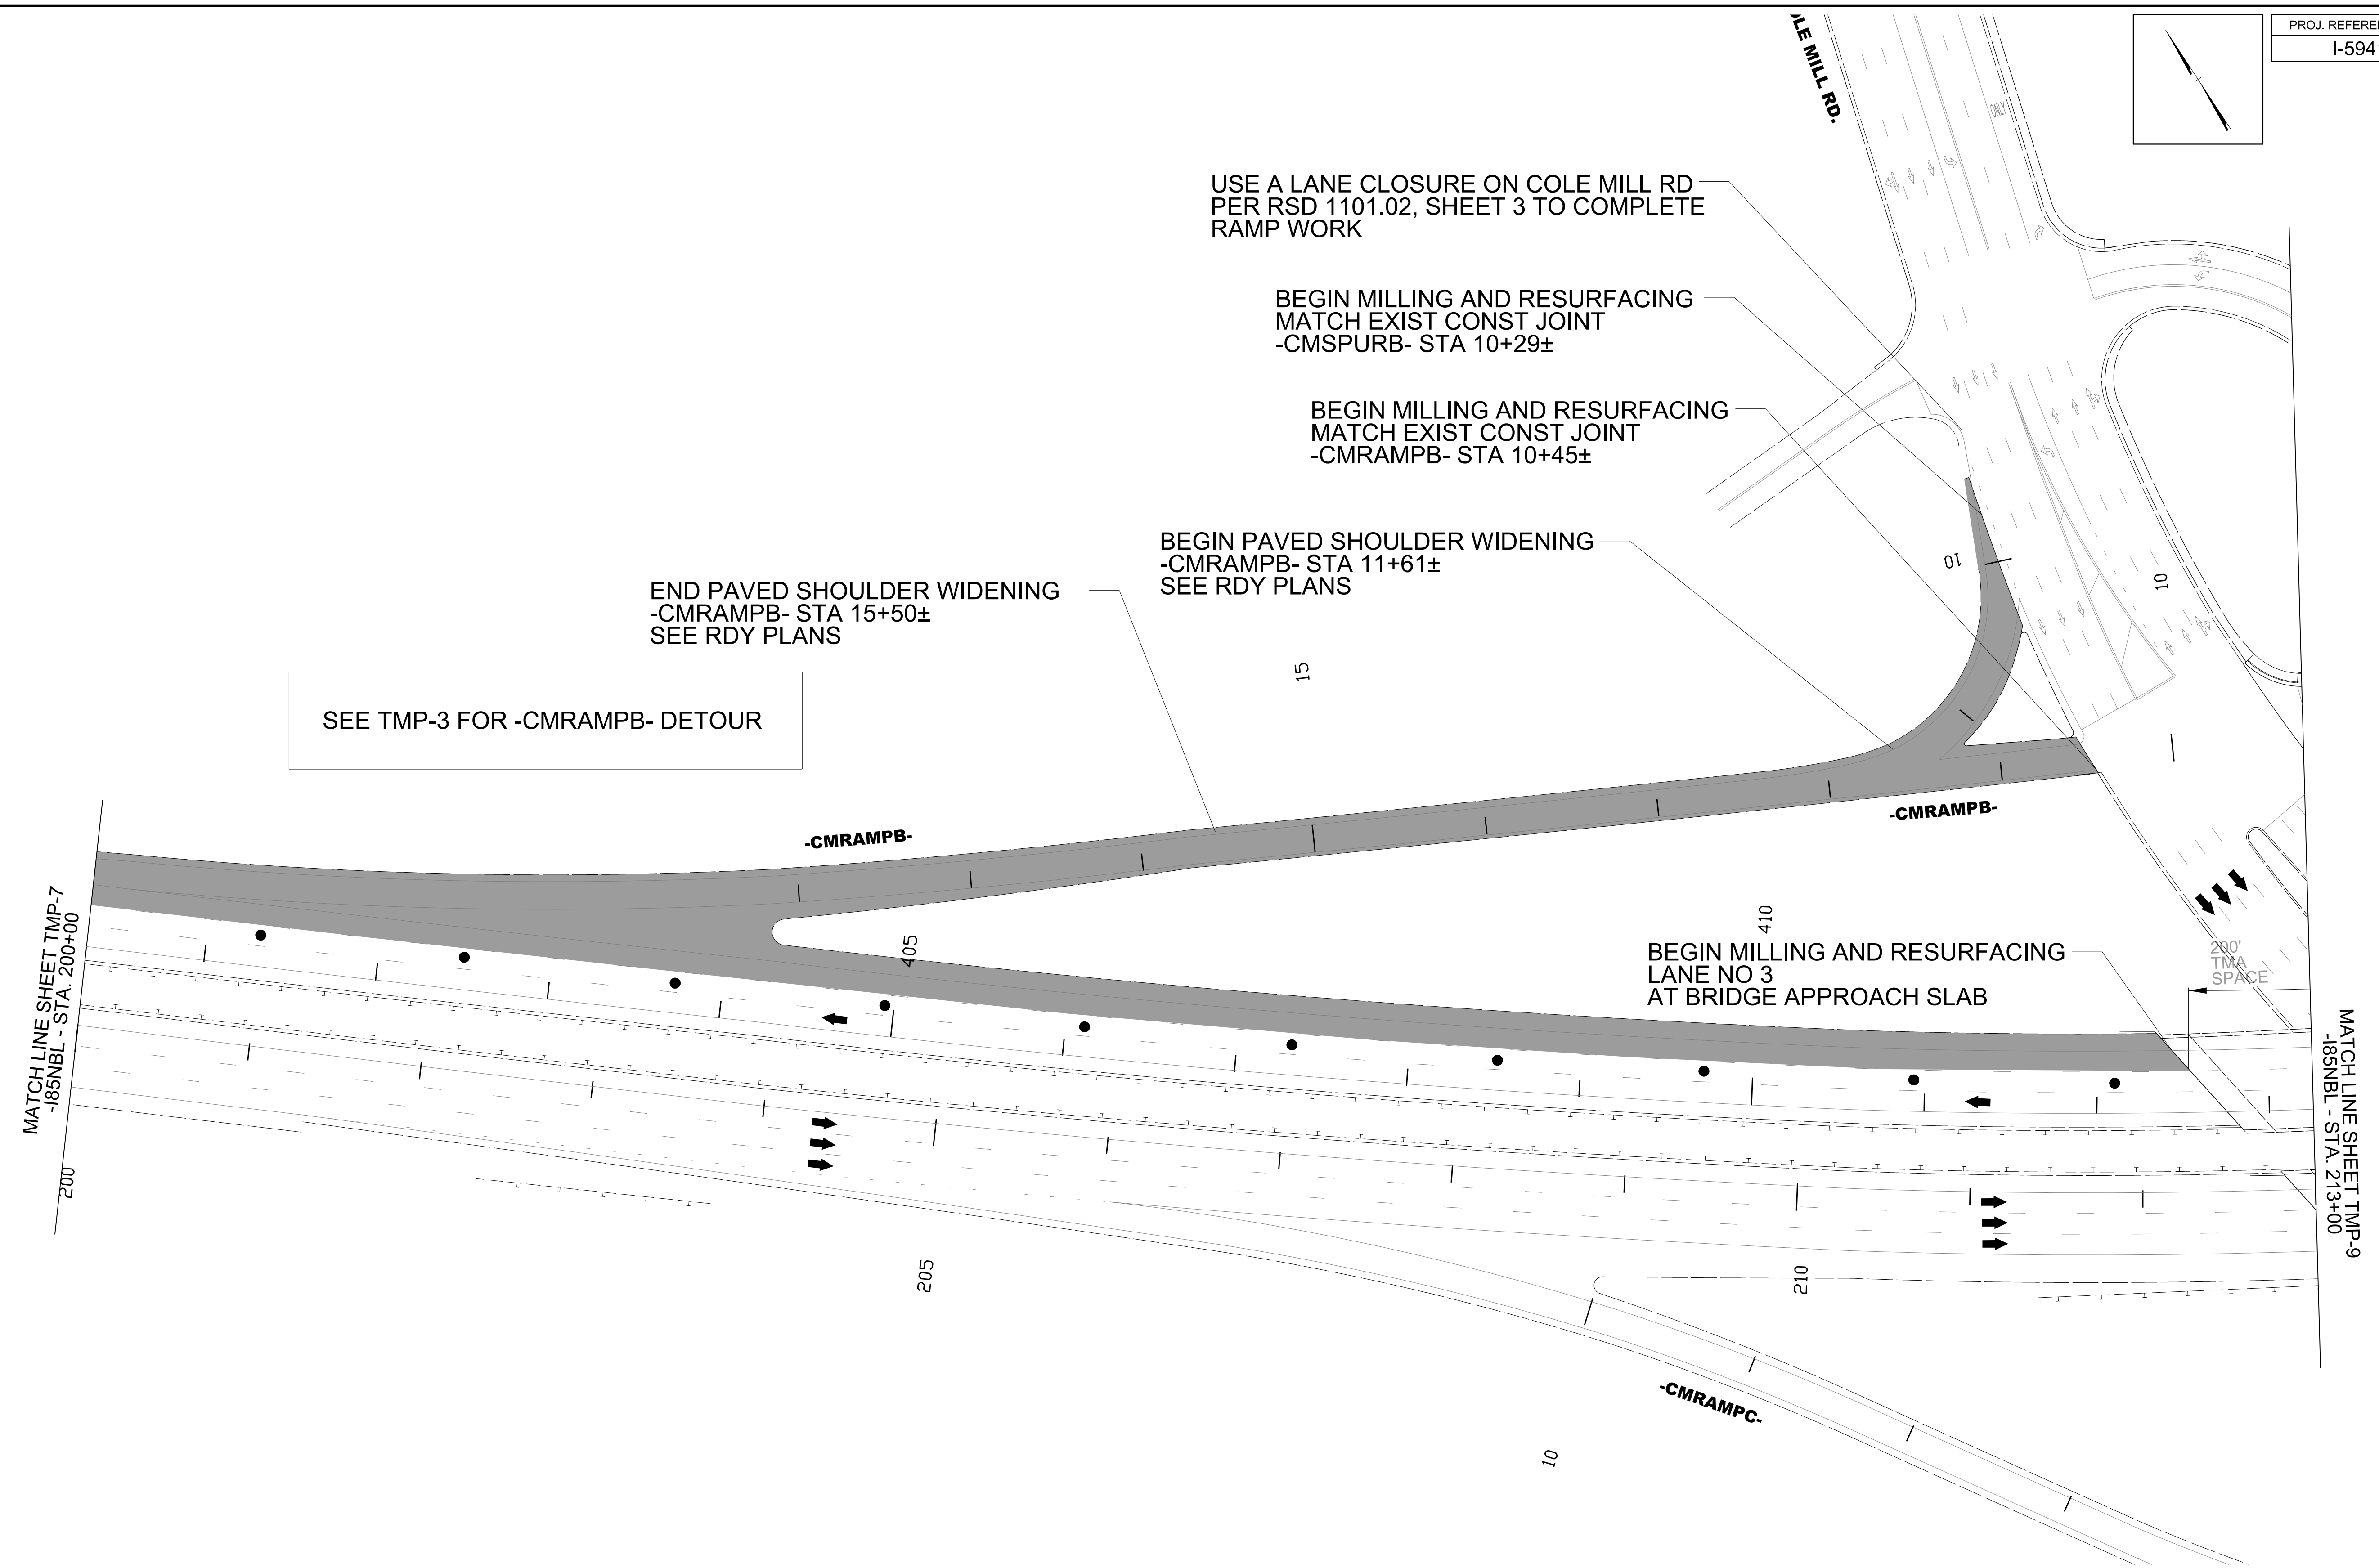 PROJ. REFERE
I-594
OLE MILL RD.
ONLY
USE A LANE CLOSURE ON COLE MILL RD
PER RSD 1101.02, SHEET 3 TO COMPLETE
RAMP WORK
BEGIN MILLING AND RESURFACING
MATCH EXIST CONST JOINT
-CMSPURB- STA 10+29±
BEGIN MILLING AND RESURFACING
MATCH EXIST CONST JOINT
-CMRAMPB- STA 10+45±
BEGIN PAVED SHOULDER WIDENING
-CMRAMPB- STA 11+61±
SEE RDY PLANS
END PAVED SHOULDER WIDENING
-CMRAMPB- STA 15+50±
SEE RDY PLANS
10
10
15
SEE TMP-3 FOR -CMRAMPB- DETOUR
-CMRAMPB-
-CMRAMPB-
MATCH LINE SHEET TMP-7
-I85NBL - STA. 200+00
405
410
BEGIN MILLING AND RESURFACING
LANE NO 3
AT BRIDGE APPROACH SLAB
200'
TMA
SPACE
MATCH LINE SHEET TMP-9
-I85NBL - STA. 213+00
200
205
210
-CMRAMPC-
10